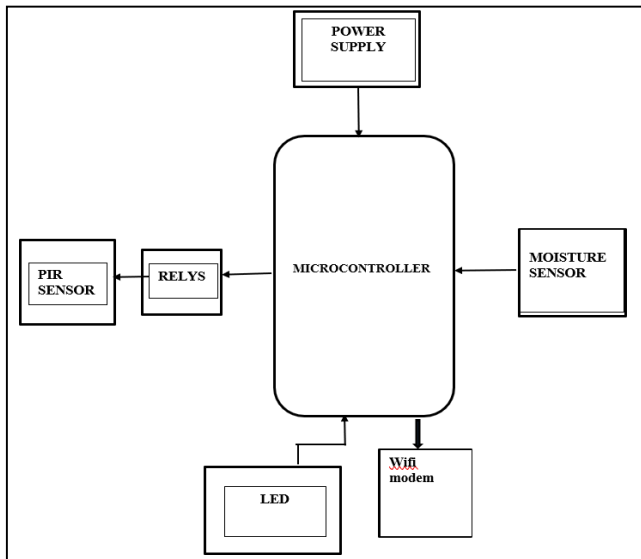 POWER
SUPPLY
PIR
SENSOR
RELYS
MICROCONTROLLER
MOISTURE
SENSOR
LED
Wifi
modem